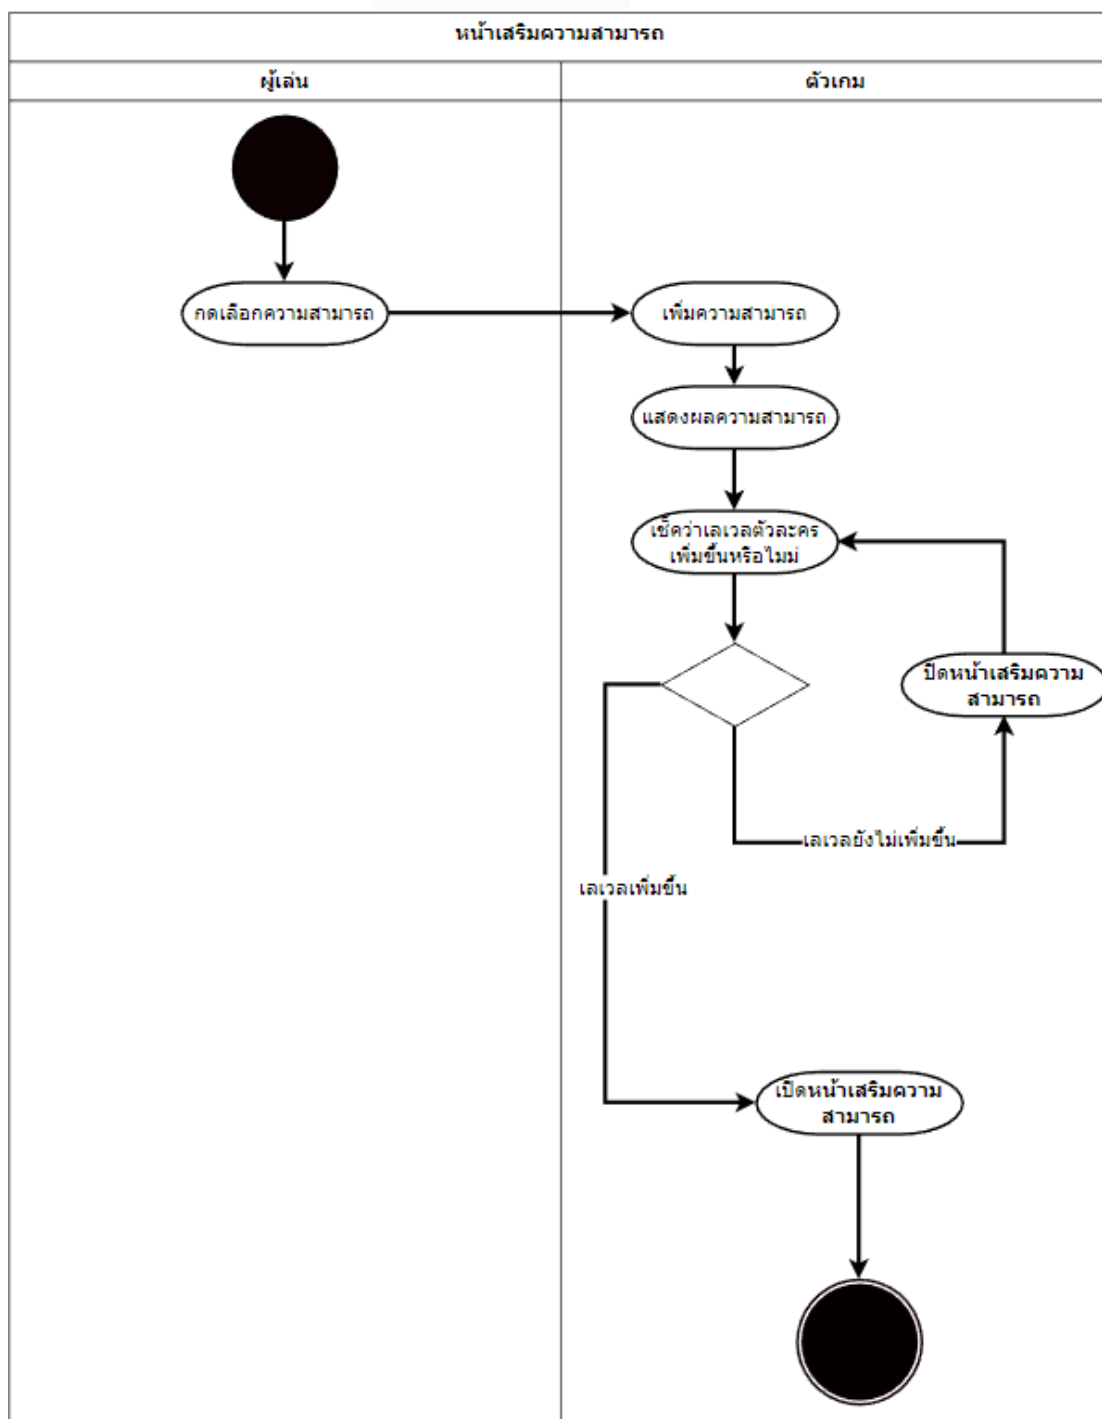 หน้าเสริมความสามารถ
ผู้เล่น
ตัวเกม
กดเลือกความสามารถ
เพิ่มความสามารถ
แสดงผลความสามารถ
เช็คว่าเลเวลตัวละคร
เพิ่มขึ้นหรือไมม่
ปิดหน้าเสริมความ
สามารถ
เลเวลยังไม่เพิ่มขึ้น
เลเวลเพิ่มขึ้น
เปิดหน้าเสริมความ
สามารถ